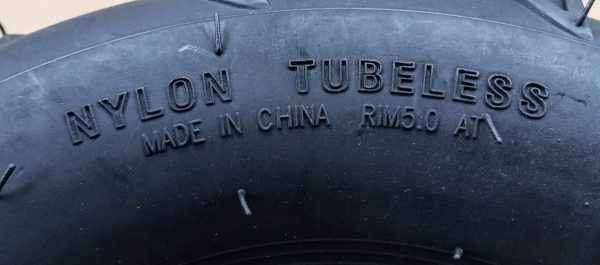 NYLON TUBELESS
MADE IN CHINA RIM5.0 AT